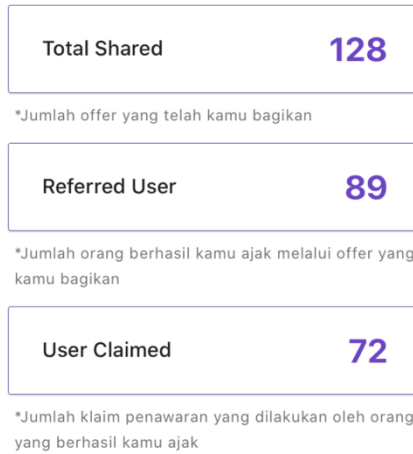 Total Shared 128
*Jumlah offer yang telah kamu bagikan
Referred User 89
*Jumlah orang berhasil kamu ajak melalui offer yang
kamu bagikan
User Claimed 72
*Jumlah klaim penawaran yang dilakukan oleh orang
yang berhasil kamu ajak